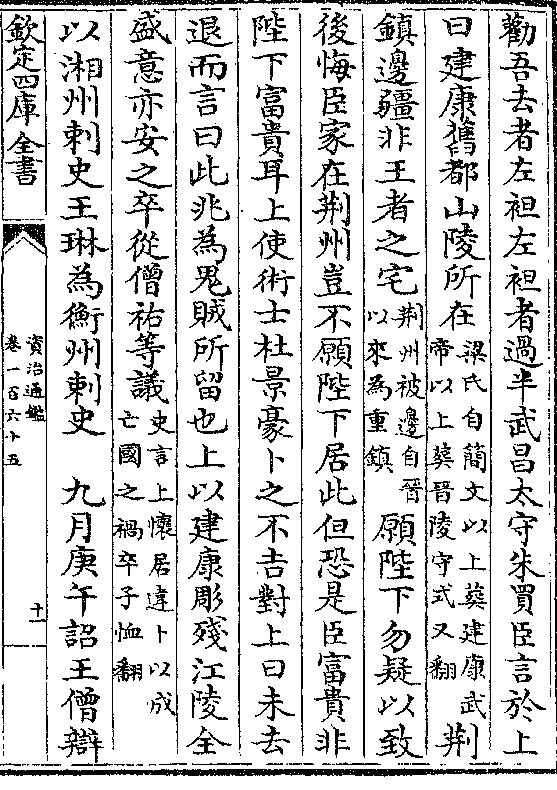 勸吾去者左袒左袒者過半武昌太守朱買臣言於上
曰建康舊都山陵所在梁氏自簡文以上葬建康武帝以上葬晉陵守式又翻荆
鎮邊疆非王者之宅荆州被邊自晉以來為重鎮願陛下勿疑以致
後悔臣家在荆州豈不願陛下居此但恐是臣富貴非
陛下富貴耳上使術士杜景豪卜之不吉對上曰未去
退而言曰此兆為鬼賊所留也上以建康彫殘江陵全
盛意亦安之卒從僧祐等議史言上懷居違卜以成亡國之禍卒子恤翻
以湘州刺史王琳為衡州刺史　九月庚午詔王僧辯
欽定四庫全書
資治通鑑
卷一百六十五
十一